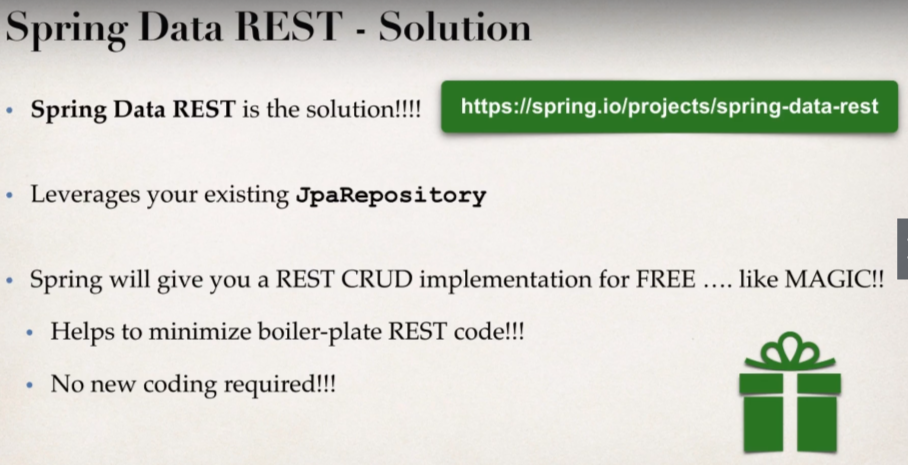 Spring Data REST - Solution
Spring Data REST is the solution!!!!
https://spring.io/projects/spring-data-rest
Leverages your existing JpaRepository
Spring will give you a REST CRUD implementation for FREE .... like MAGIC!!
Helps to minimize boiler-plate REST code!!!
No new coding required!!!